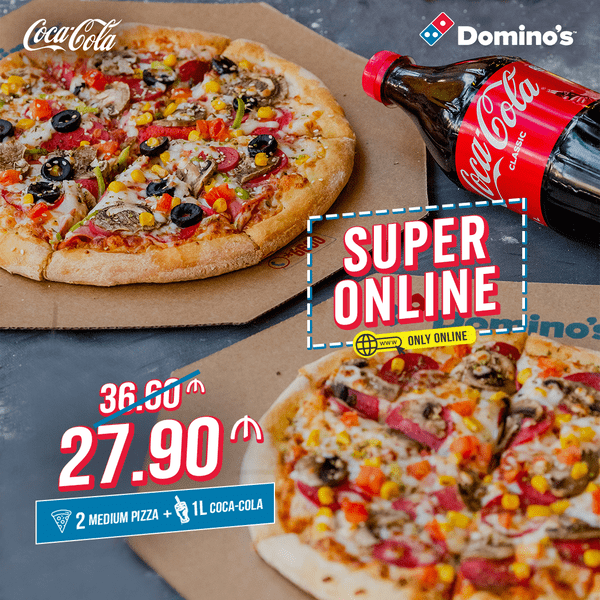 Coca-Cola
Domino's
Coca-Cola
CLASSIC
SUPER
ONLINE
www ONLY ONLINE
Domino's
36.60 ₼
27.90 ₼
2 MEDIUM PIZZA + 1L COCA-COLA